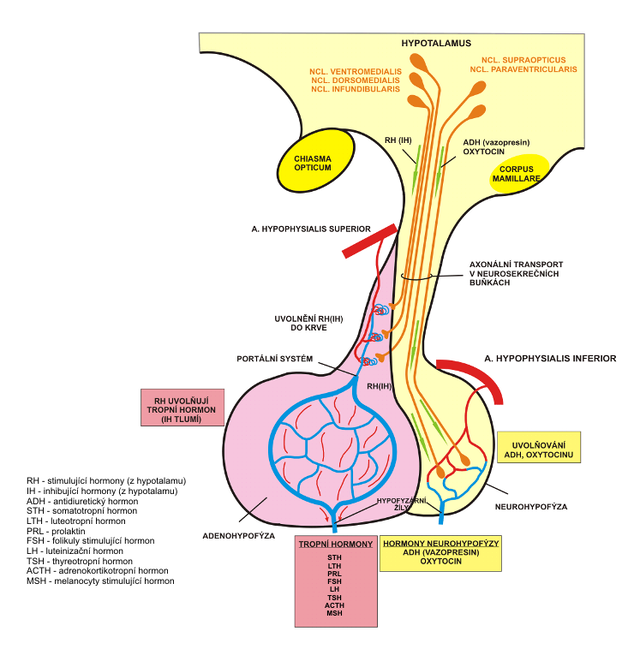 HYPOTALAMUS
NCL. VENTROMEDIALIS
NCL. DORSOMEDIALIS
NCL. INFUNDIBULARIS
NCL. SUPRAOPTICUS
NCL. PARAVENTRICULARIS
RH (IH)
ADH (vazopresin)
OXYTOCIN
CHIASMA
OPTICUM
CORPUS
MAMILLARE
A. HYPOPHYSIALIS SUPERIOR
AXONÁLNÍ TRANSPORT
V NEUROSEKREČNÍCH
BUŇKÁCH
UVOLNĚNÍ RH(IH)
DO KRVE
PORTÁLNÍ SYSTÉM
A. HYPOPHYSIALIS INFERIOR
RH(IH)
RH UVOLŇUJÍ
TROPNÍ HORMON
(IH TLUMÍ)
UVOLŇOVÁNÍ
ADH, OXYTOCINU
RH - stimulující hormony (z hypotalamu)
IH - inhibující hormony (z hypotalamu)
ADH - antidiuretický hormon
STH - somatotropní hormon
LTH - luteotropní hormon
PRL - prolaktin
FSH - folikuly stimulující hormon
LH - luteinizační hormon
TSH - thyreotropní hormon
ACTH - adrenokortikotropní hormon
MSH - melanocyty stimulující hormon
HYPOFYZÁRNÍ
ŽÍLY
NEUROHYPOFÝZA
ADENOHYPOFÝZA
TROPNÍ HORMONY
STH
LTH
PRL
FSH
LH
TSH
ACTH
MSH
HORMONY NEUROHYPOFÝZY
ADH (VAZOPRESIN)
OXYTOCIN